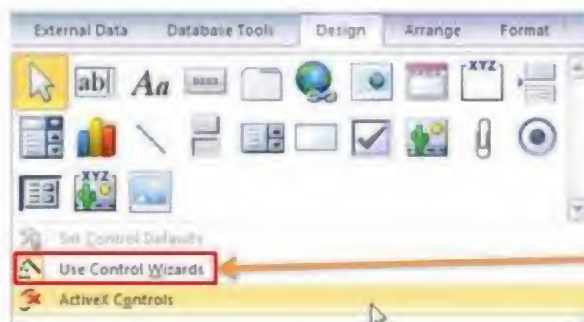 External Data Database Tools Design Arrange Format
ab Aa XXXX XYZ
XYZ
Set Control Defaults
Use Control Wizards
ActiveX Controls